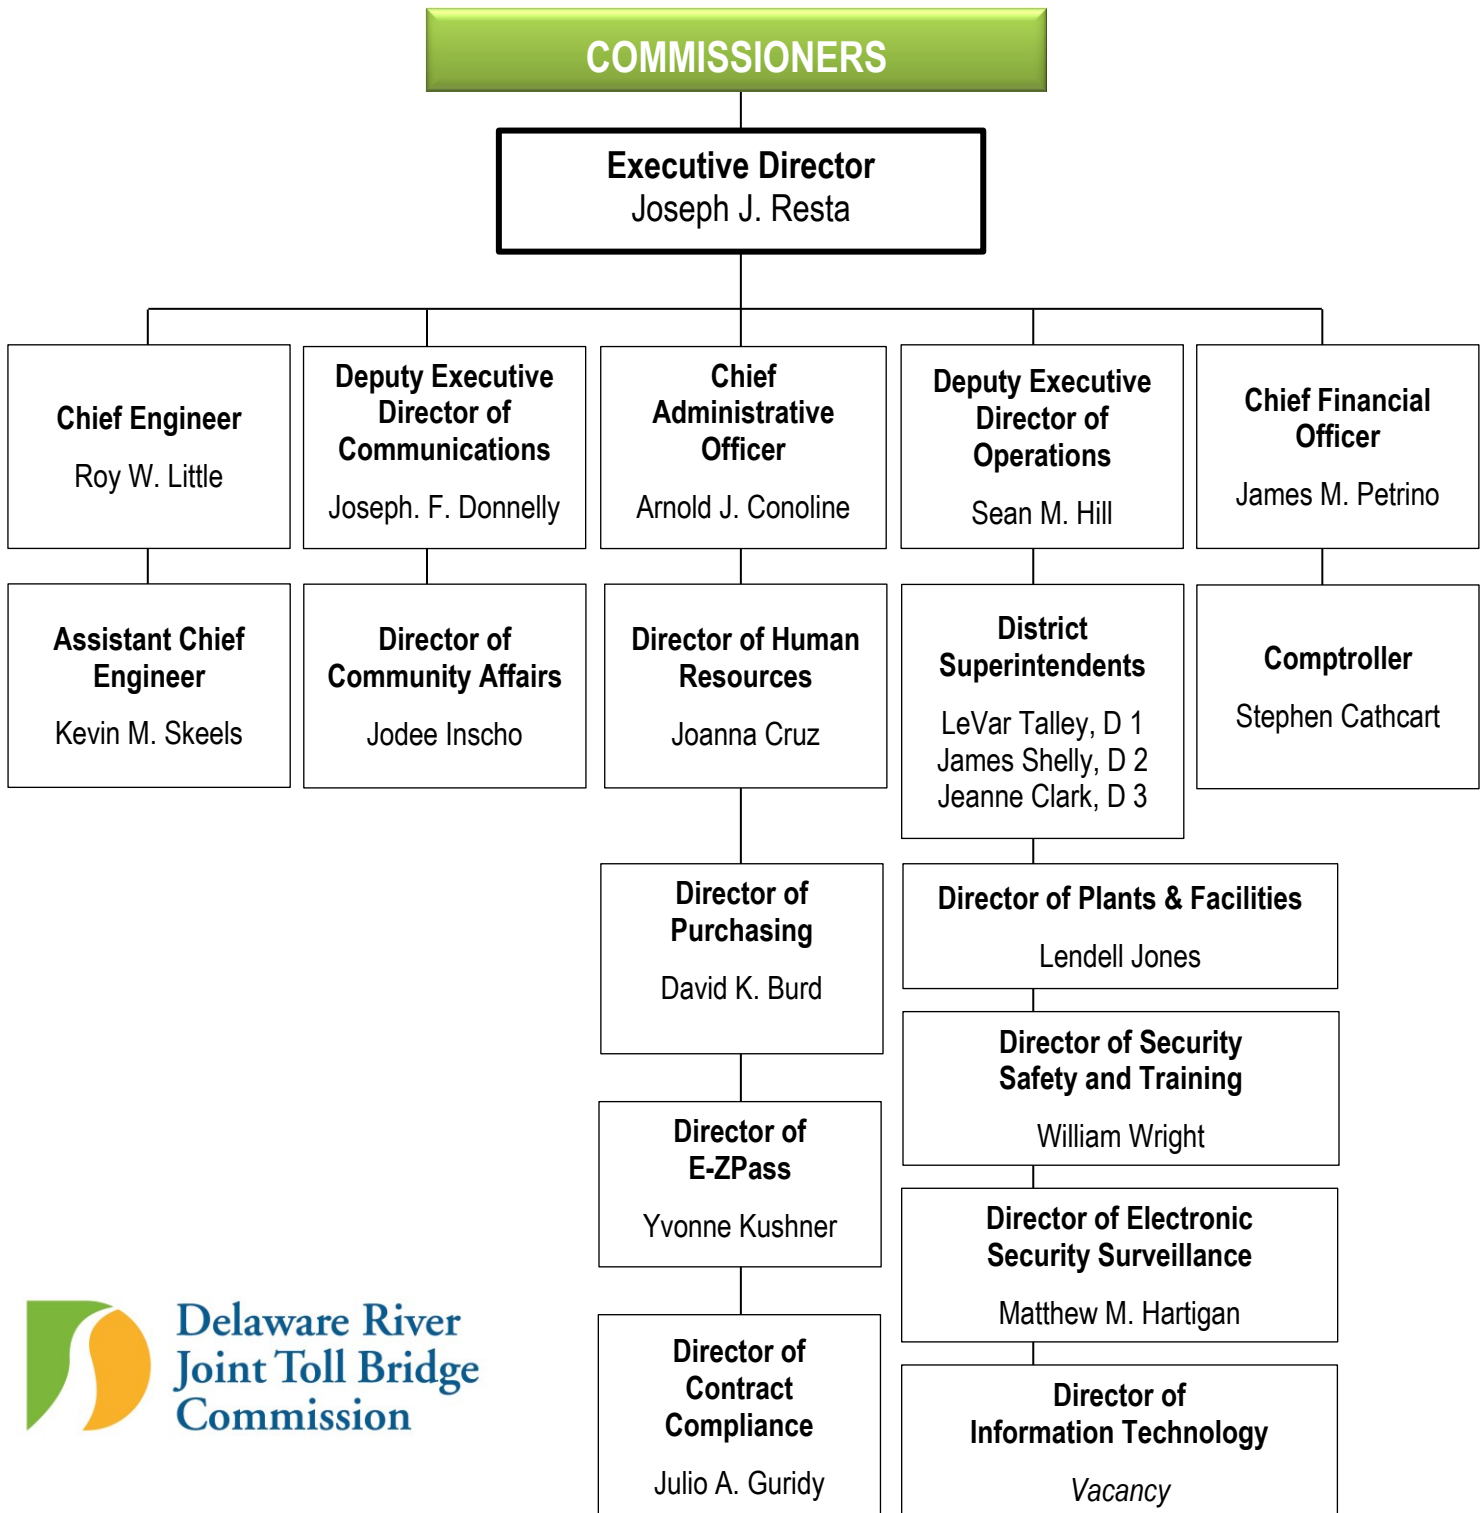 COMMISSIONERS
Executive Director
Joseph J. Resta
Chief Engineer
Roy W. Little
Deputy Executive
Director of
Communications
Joseph. F. Donnelly
Chief
Administrative
Officer
Arnold J. Conoline
Deputy Executive
Director of
Operations
Sean M. Hill
Chief Financial
Officer
James M. Petrino
Assistant Chief
Engineer
Kevin M. Skeels
Director of
Community Affairs
Jodee Inscho
Director of Human
Resources
Joanna Cruz
District
Superintendents
LeVar Talley, D 1
James Shelly, D 2
Jeanne Clark, D 3
Comptroller
Stephen Cathcart
Director of
Purchasing
David K. Burd
Director of Plants & Facilities
Lendell Jones
Director of Security
Safety and Training
William Wright
Director of
E-ZPass
Yvonne Kushner
Director of Electronic
Security Surveillance
Matthew M. Hartigan
Director of
Contract
Compliance
Julio A. Guridy
Director of
Information Technology
Vacancy
Delaware River
Joint Toll Bridge
Commission